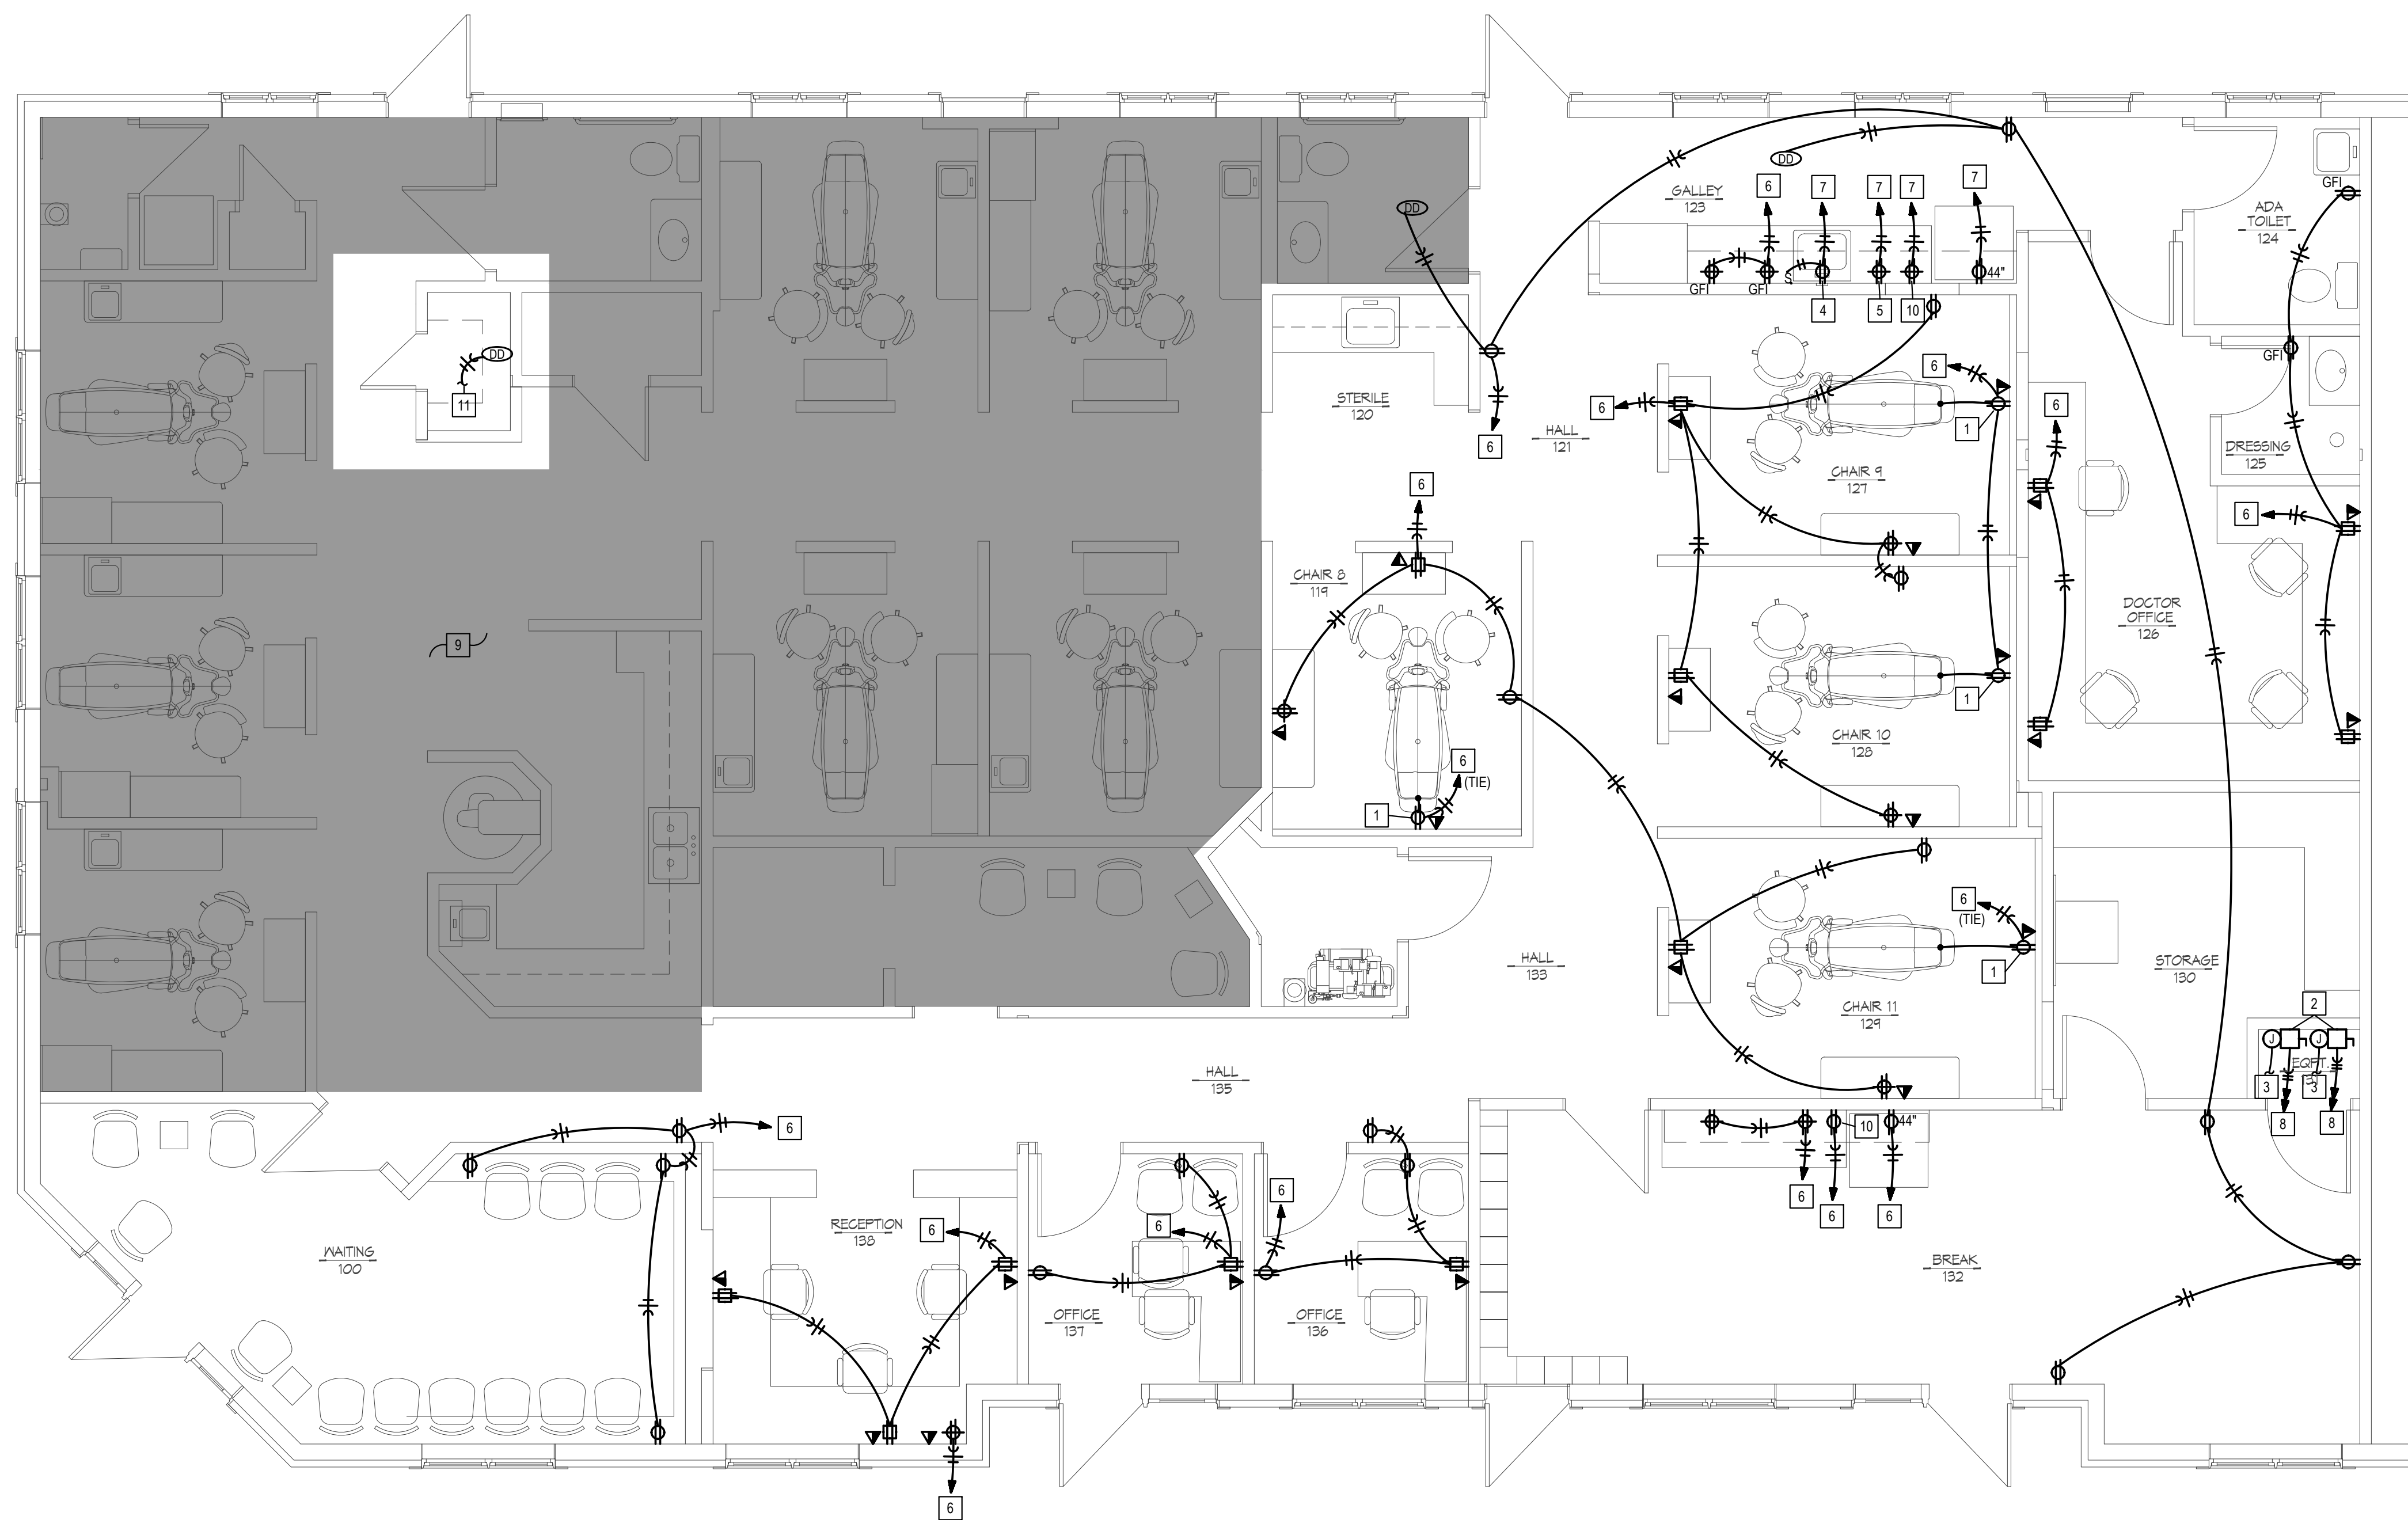 DD
GALLEY
123
6
7
7
7
7
GFI
ADA
TOILET
124
DD
S
44"
GFI
GFI
4
5
10
DD
11
GFI
6
6
STERILE
120
HALL
121
6
1
6
DRESSING
125
CHAIR 9
127
6
6
CHAIR 8
119
DOCTOR
OFFICE
126
9
1
CHAIR 10
128
6
(TIE)
1
6
(TIE)
HALL
133
1
STORAGE
130
CHAIR 11
129
2
J
J
EQPT.
3
3
HALL
135
8
8
6
10
44"
6
6
6
6
6
6
RECEPTION
138
WAITING
100
BREAK
132
OFFICE
137
OFFICE
136
6